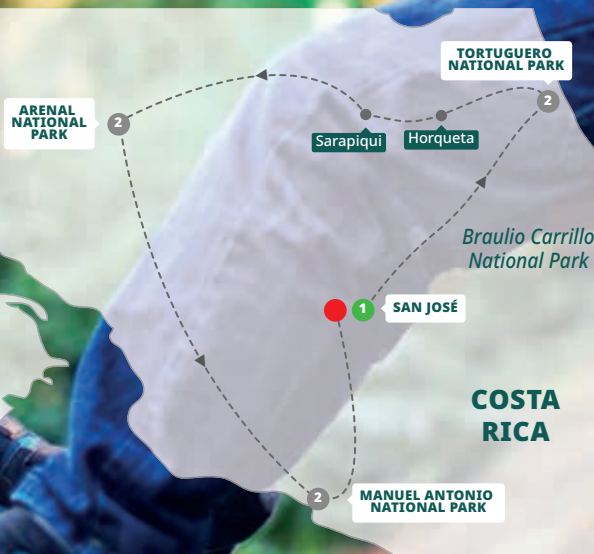 TORTUGUERO
NATIONAL PARK
2
ARENAL
NATIONAL
PARK
2
Sarapiqui
Horqueta
Braulio Carrillo
National Park
1
SAN JOSÉ
COSTA
RICA
2
MANUEL ANTONIO
NATIONAL PARK